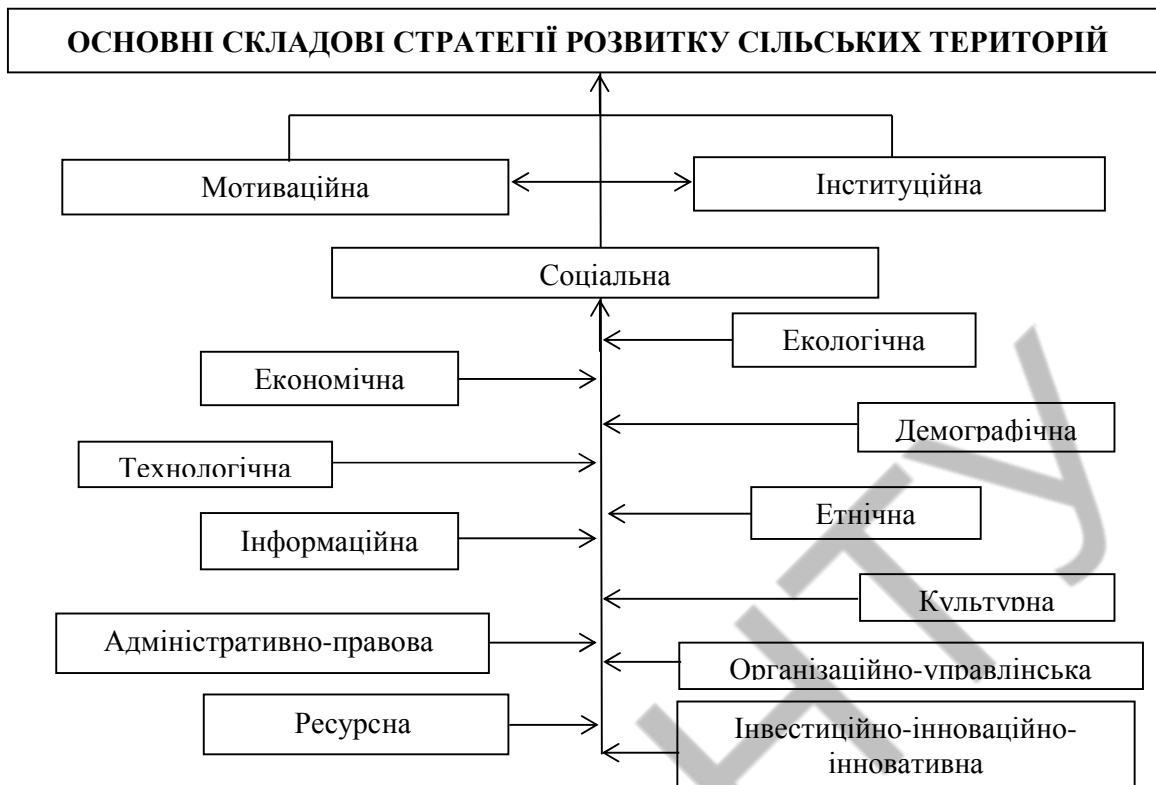 ОСНОВНІ СКЛАДОВІ СТРАТЕГІЇ РОЗВИТКУ СІЛЬСЬКИХ ТЕРИТОРІЙ
Мотиваційна
Інституційна
Соціальна
Екологічна
Економічна
Демографічна
Технологічна
Етнічна
Інформаційна
Культурна
Адміністративно-правова
Організаційно-управлінська
Ресурсна
Інвестиційно-інноваційно-
інновативна
НТУ